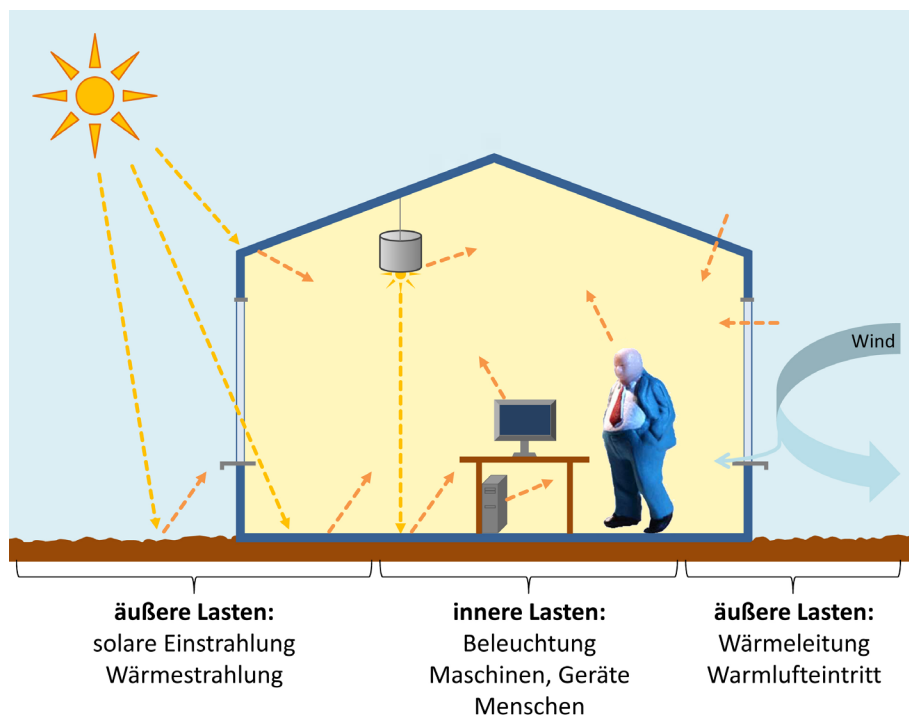 Wind
äußere Lasten:
solare Einstrahlung
Wärmestrahlung
innere Lasten:
Beleuchtung
Maschinen, Geräte
Menschen
äußere Lasten:
Wärmeleitung
Warmlufteintritt